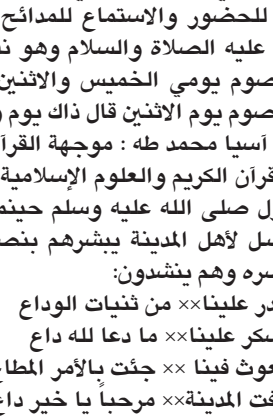 للحضور والاستماع للمدائح
عليه الصلاة والسلام وهو
صوم يومي الخميس والاثنين
صوم يوم الاثنين قال ذاك يوم
آسيا محمد طه : موجهة
قرآن الكريم والعلوم الإسلامية
صلى الله عليه وسلم
لأهل المدينة يبشرهم
وهم ينشدون:
علينا×× من ثنيات الوداع
علينا×× ما دعا لله داع
فينا ×× جئت بالأمر
المدينة×× مرحباً يا خير